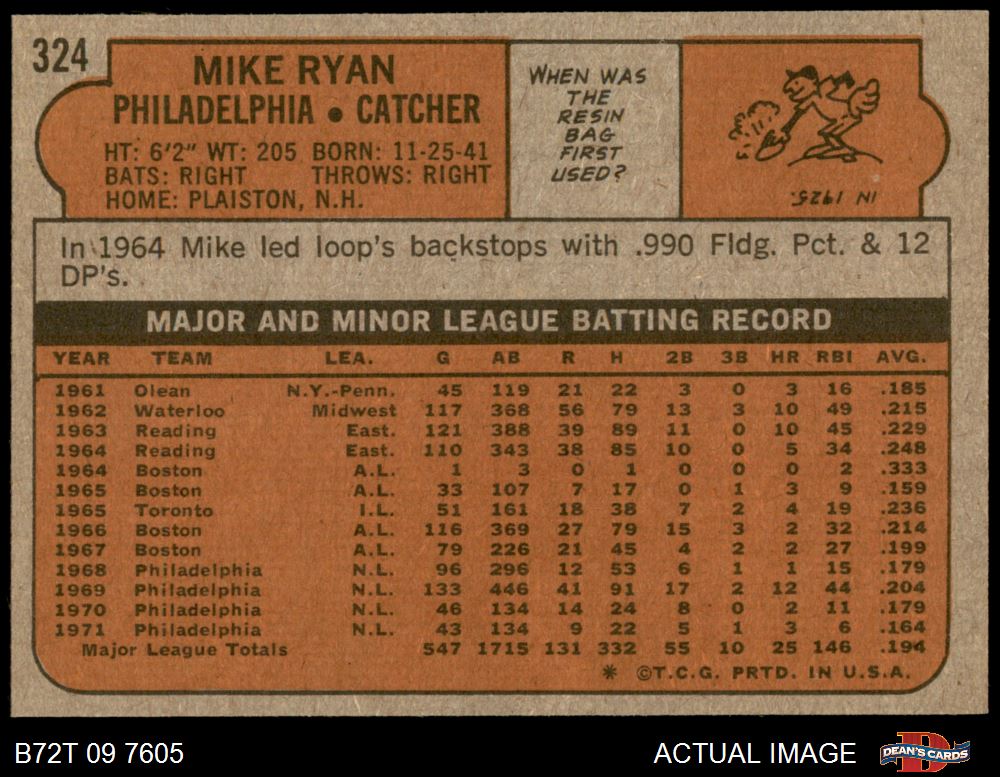 324
MIKE RYAN
PHILADELPHIA • CATCHER
HT: 6'2" WT: 205 BORN: 11-25-41
BATS: RIGHT THROWS: RIGHT
HOME: PLAISTON, N.H.
WHEN WAS
THE
RESIN
BAG
FIRST
USED?
IN 1925.
In 1964 Mike led loop's backstops with .990 Fldg. Pct. & 12
DP's.
MAJOR AND MINOR LEAGUE BATTING RECORD
YEAR TEAM LEA. G AB R H 2B 3B HR RBI AVG.
1961 Olean N.Y.-Penn. 45 119 21 22 3 0 3 16 .185
1962 Waterloo Midwest 117 368 56 79 13 3 10 49 .215
1963 Reading East. 121 388 39 89 11 0 10 45 .229
1964 Reading East. 110 343 38 85 10 0 5 34 .248
1964 Boston A.L. 1 3 0 1 0 0 0 2 .333
1965 Boston A.L. 33 107 7 17 0 1 3 9 .159
1965 Toronto I.L. 51 161 18 38 7 2 4 19 .236
1966 Boston A.L. 116 369 27 79 15 3 2 32 .214
1967 Boston A.L. 79 226 21 45 4 2 2 27 .199
1968 Philadelphia N.L. 96 296 12 53 6 1 1 15 .179
1969 Philadelphia N.L. 133 446 41 91 17 2 12 44 .204
1970 Philadelphia N.L. 46 134 14 24 8 0 2 11 .179
1971 Philadelphia N.L. 43 134 9 22 5 1 3 6 .164
Major League Totals 547 1715 131 332 55 10 25 146 .194
* ©T.C.G. PRTD. IN U.S.A.
B72T 09 7605 ACTUAL IMAGE DEAN'S CARDS